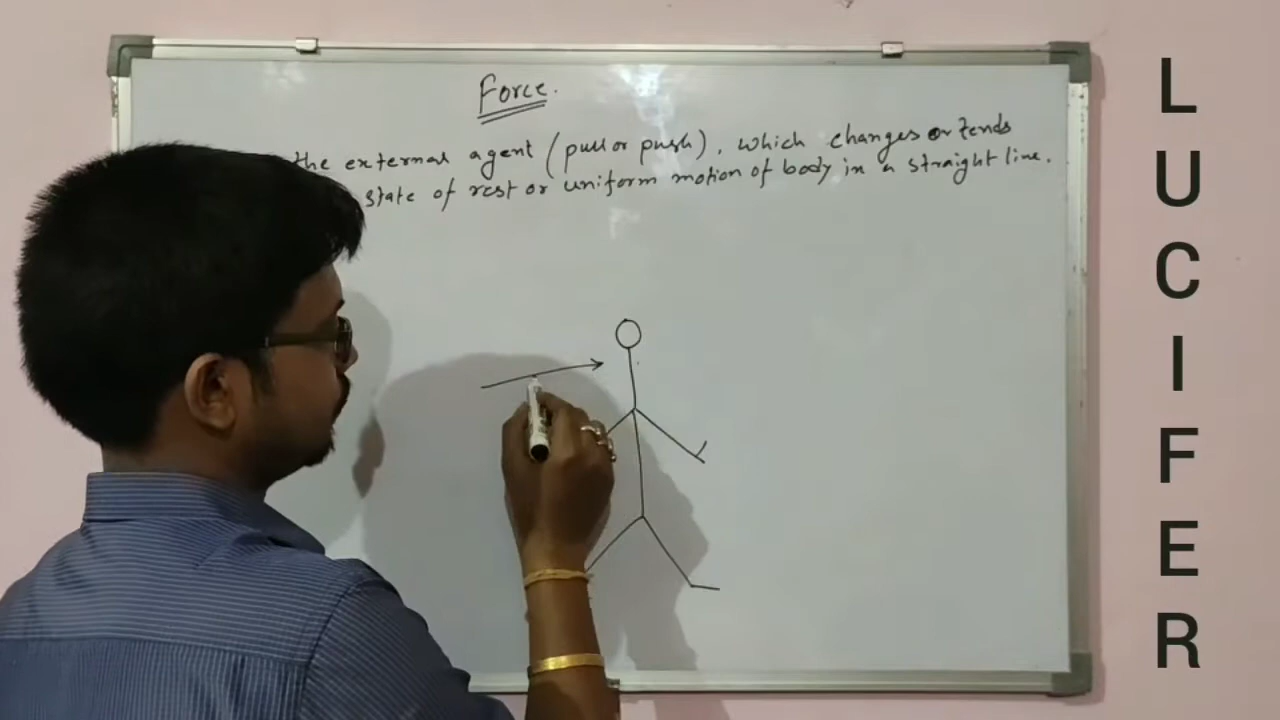 Force.
the external agent (pull or push), which changes or tends
state of rest or uniform motion of body in a straight line.
LUCIFER